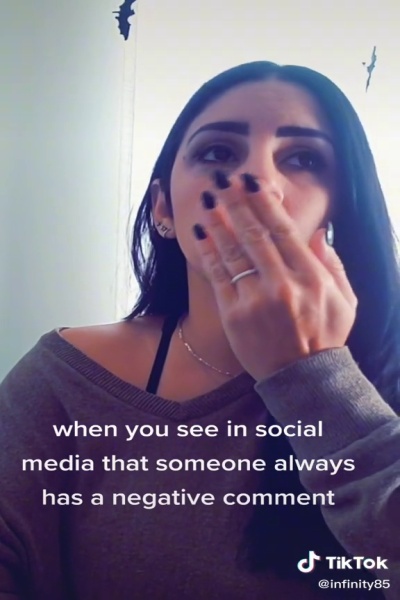 when you see in social
media that someone always
has a negative comment
TikTok
@infinity85